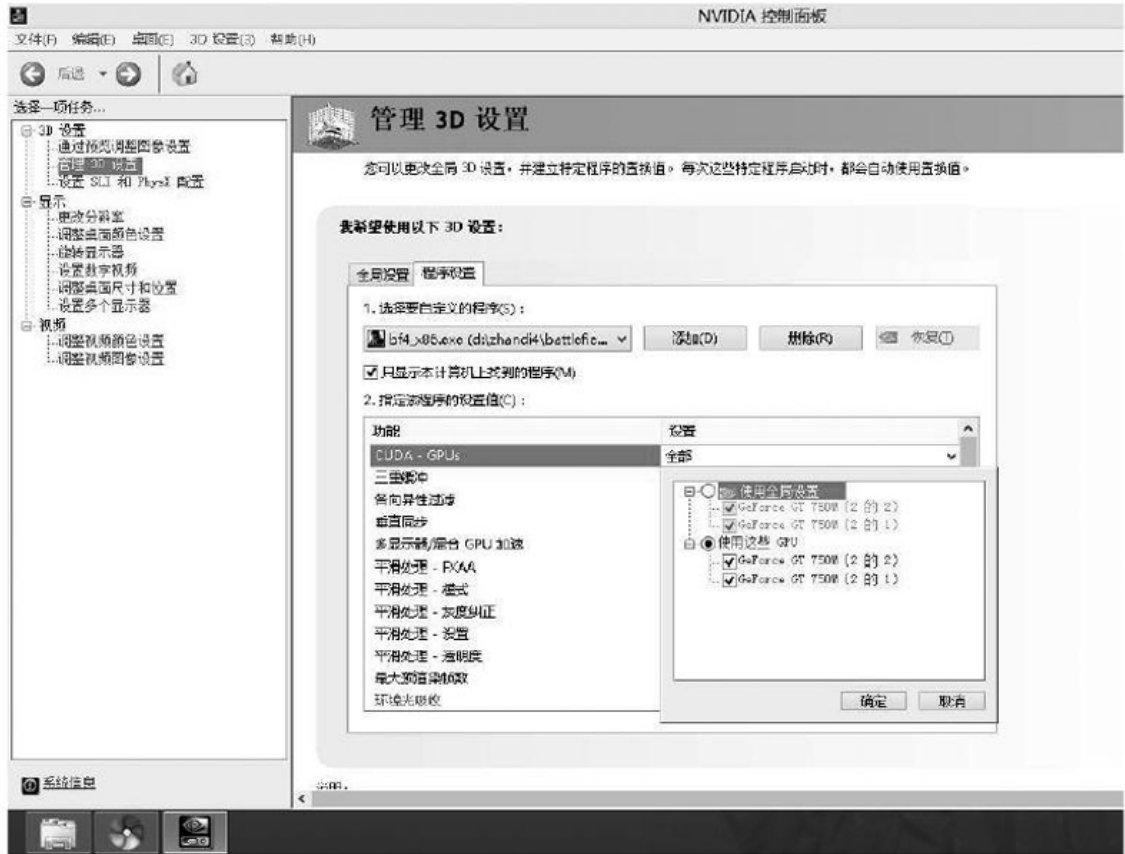 NVIDIA 控制面板
文件(F) 编辑(E) 桌面(E) 3D 设置(3) 帮助(H)
后退
选择一项任务...
3D 设置
通过预览调整图像设置
管理 3D 设置
设置 SLI 和 PhysX 配置
显示
更改分辨率
调整桌面颜色设置
旋转显示器
设置数字视频
调整桌面尺寸和位置
设置多个显示器
视频
调整视频颜色设置
调整视频图像设置
系统信息
管理 3D 设置
您可以更改全局 3D 设置,并建立特定程序的置换值。每次这些特定程序启动时,都会自动使用置换值。
我希望使用以下 3D 设置:
全局设置 程序设置
1. 选择要自定义的程序(S):
bf4_x86.exe (d:\zhandi4\battlefie... 添加(D) 删除(R) 恢复(T)
只显示本计算机上找到的程序(M)
2. 指定该程序的设置值(C):
功能 设置
CUDA - GPUs 全部
三重缓冲
各向异性过滤
垂直同步
多显示器/混合 GPU 加速
平滑处理 - FXAA
平滑处理 - 模式
平滑处理 - 灰度纠正
平滑处理 - 设置
平滑处理 - 透明度
最大预渲染帧数
环境光吸收
使用全局设置
GeForce GT 750M (2 的 2)
GeForce GT 750M (2 的 1)
使用这些 GPU
GeForce GT 750M (2 的 2)
GeForce GT 750M (2 的 1)
确定 取消